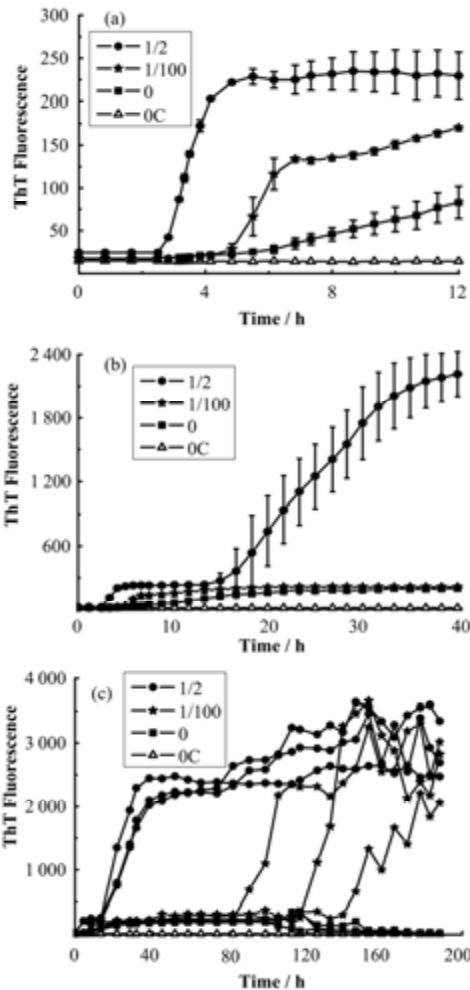 (a)
1/2
1/100
0
0C
ThT Fluorescence
300
250
200
150
100
50
0 4 8 12
Time / h
(b)
1/2
1/100
0
0C
ThT Fluorescence
2 400
1 800
1 200
600
0 10 20 30 40
Time / h
(c)
1/2
1/100
0
0C
ThT Fluorescence
4 000
3 000
2 000
1 000
0 40 80 120 160 200
Time / h